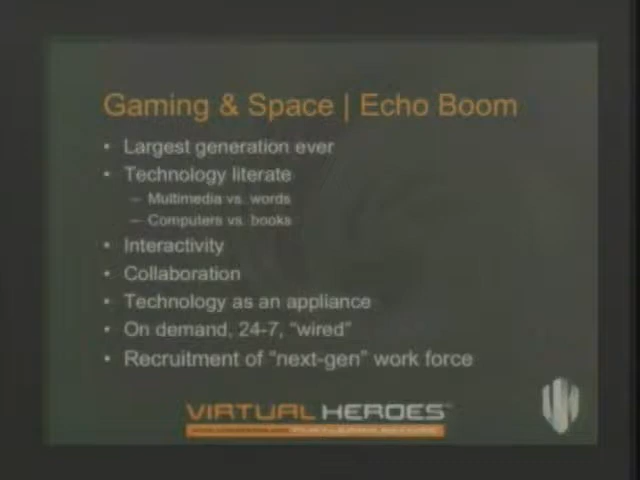 Gaming & Space | Echo Boom
• Largest generation ever
• Technology literate
– Multimedia vs. words
– Computers vs. books
• Interactivity
• Collaboration
• Technology as an appliance
• On demand, 24-7, “wired”
• Recruitment of “next-gen” work force
VIRTUAL HEROES™